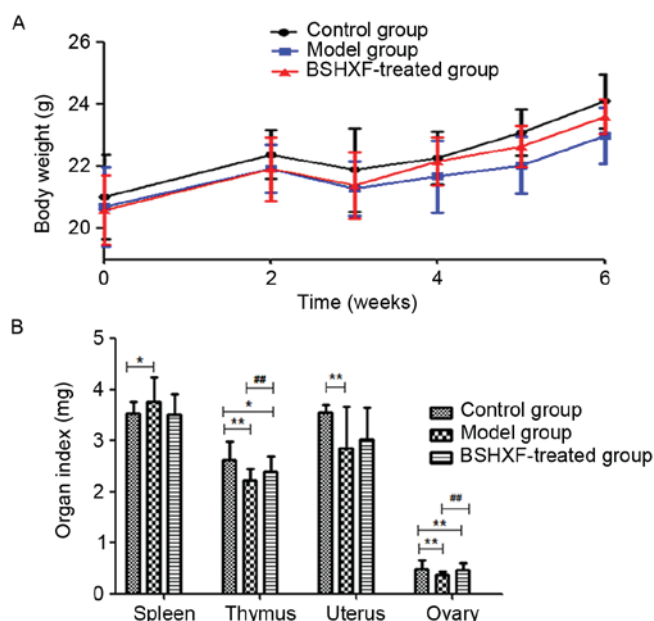 A
Control group
Model group
BSHXF-treated group
26
24
22
20
Body weight (g)
0 2 3 4 5 6
Time (weeks)
B
5
4
3
2
1
0
Organ index (mg)
* ** * ## ** ** ** ##
Control group
Model group
BSHXF-treated group
Spleen Thymus Uterus Ovary